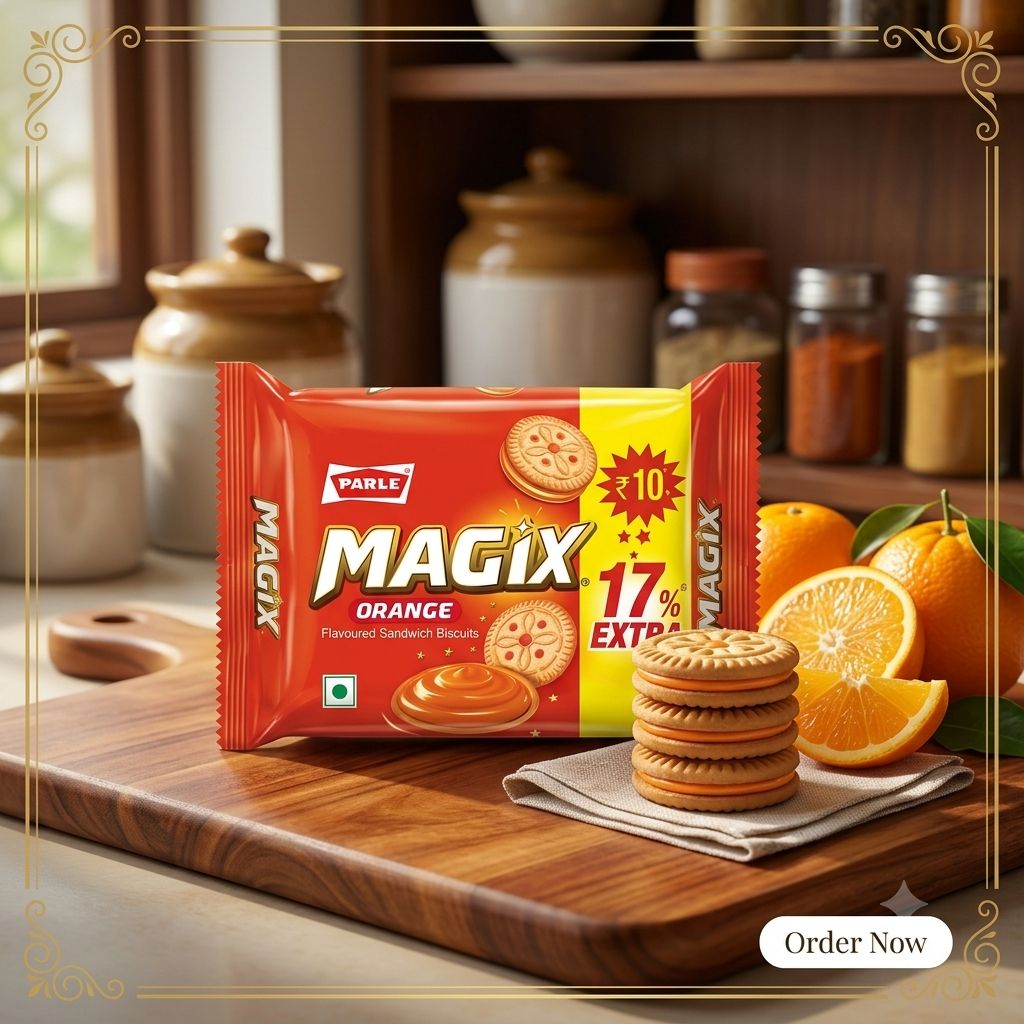 PARLE
MAGiX
MAGiX
MAGiX
ORANGE
Flavoured Sandwich Biscuits
₹10
17%
EXTRA
Order Now